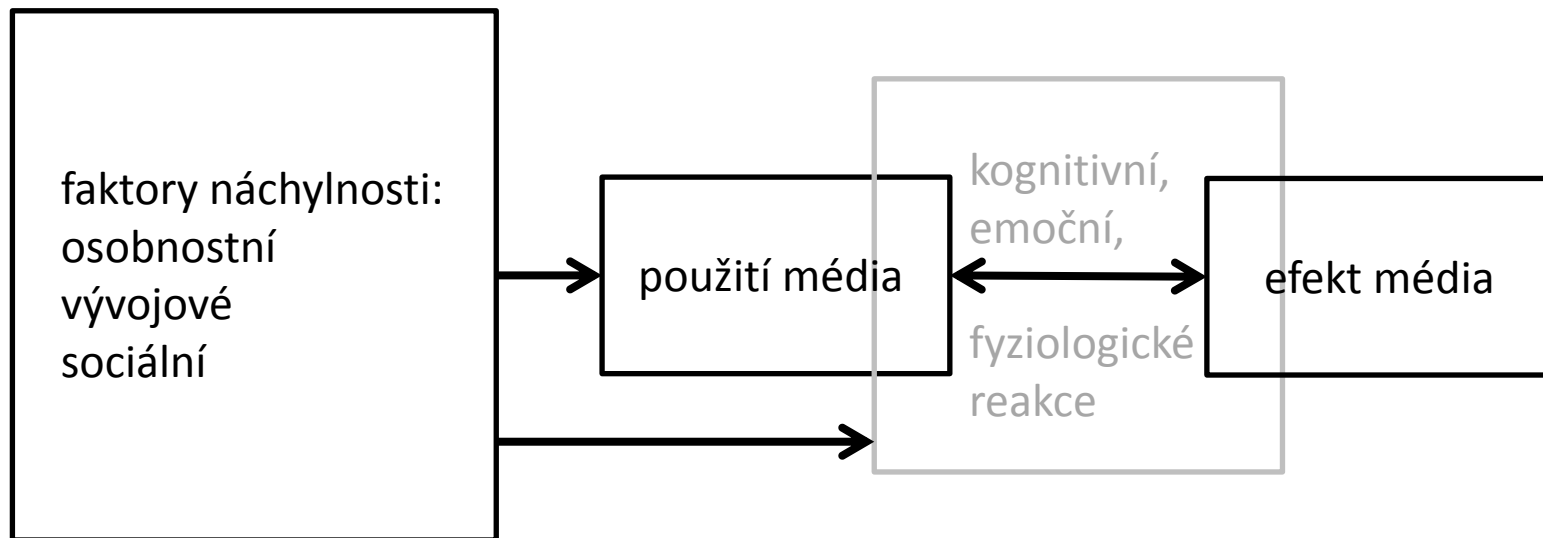 faktory náchylnosti:
osobnostní
vývojové
sociální
použití média
kognitivní,
emoční,
fyziologické
reakce
efekt média